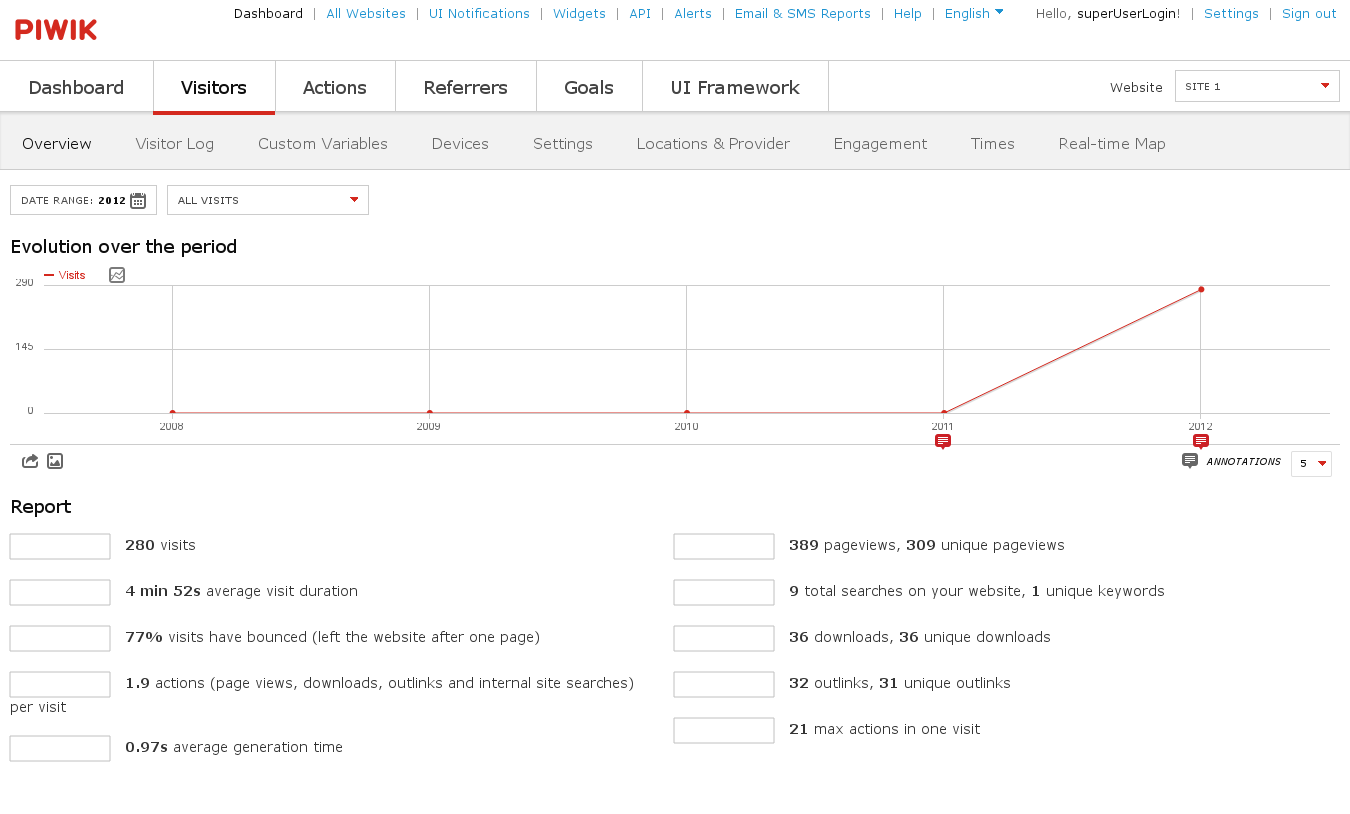 PIWIK
Dashboard | All Websites | UI Notifications | Widgets | API | Alerts | Email & SMS Reports | Help | English
Hello, superUserLogin! | Settings | Sign out
Dashboard Visitors Actions Referrers Goals UI Framework
Website SITE 1
Overview Visitor Log Custom Variables Devices Settings Locations & Provider Engagement Times Real-time Map
DATE RANGE: 2012
ALL VISITS
Evolution over the period
Visits
290
145
0
2008 2009 2010 2011 2012
ANNOTATIONS 5
Report
280 visits
4 min 52s average visit duration
77% visits have bounced (left the website after one page)
1.9 actions (page views, downloads, outlinks and internal site searches)
per visit
0.97s average generation time
389 pageviews, 309 unique pageviews
9 total searches on your website, 1 unique keywords
36 downloads, 36 unique downloads
32 outlinks, 31 unique outlinks
21 max actions in one visit